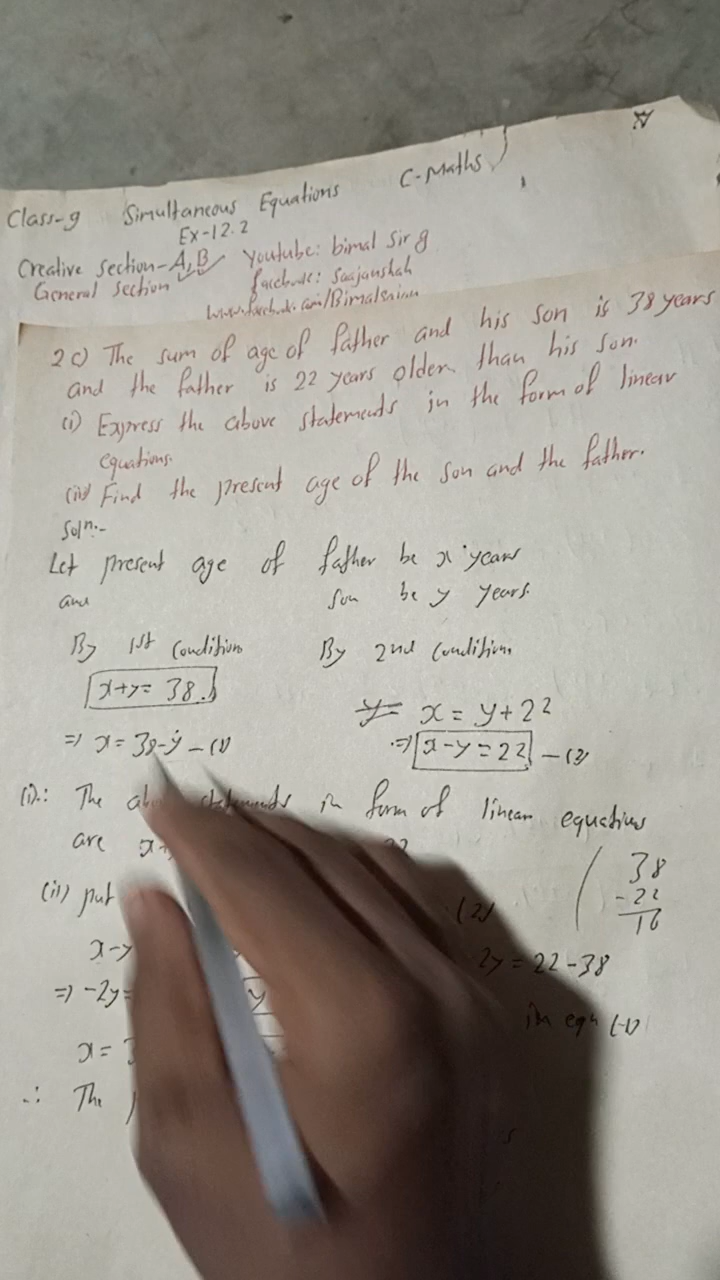 C-Maths
Class-9 Simultaneous Equations
Ex-12.2
Creative section-A,B Youtube: bimal Sir g
General Section facebook:
2c) The sum of age of father and his son is 38 years
and the father is 22 years older than his son.
(i) Express the above statements in the form of linear
equations.
(ii) Find the present age of the son and the father.
Soln:-
Let present age of father be x years
and son be y years.
By 1st condition By 2nd condition
x+y= 38. x = y+22
=> x = 38-y -(1) => x-y = 22 -(2)
(i).: The statements in form of linear equations
are
(ii) put (2) 38
-22
16
x-y 2y = 22-38
=> -2y= y in eqn (1)
x =
∴ The